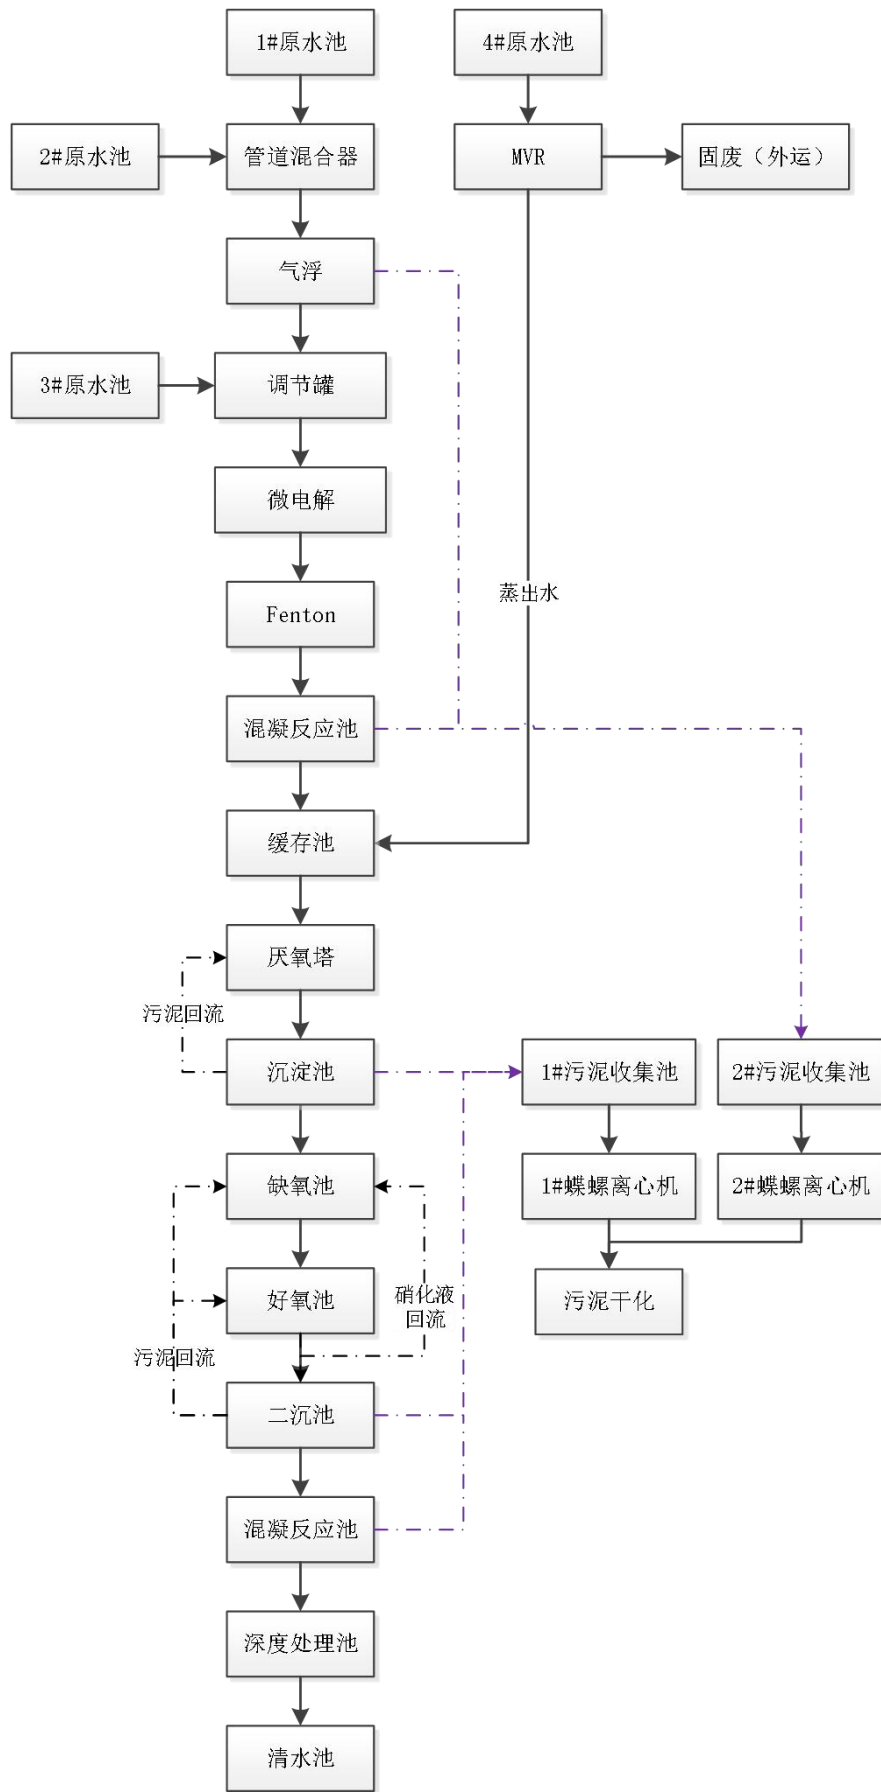 1#原水池
4#原水池
2#原水池
管道混合器
MVR
固废（外运）
气浮
3#原水池
调节罐
微电解
Fenton
蒸出水
混凝反应池
缓存池
厌氧塔
污泥回流
沉淀池
1#污泥收集池
2#污泥收集池
缺氧池
1#蝶螺离心机
2#蝶螺离心机
好氧池
硝化液
回流
污泥干化
污泥回流
二沉池
混凝反应池
深度处理池
清水池